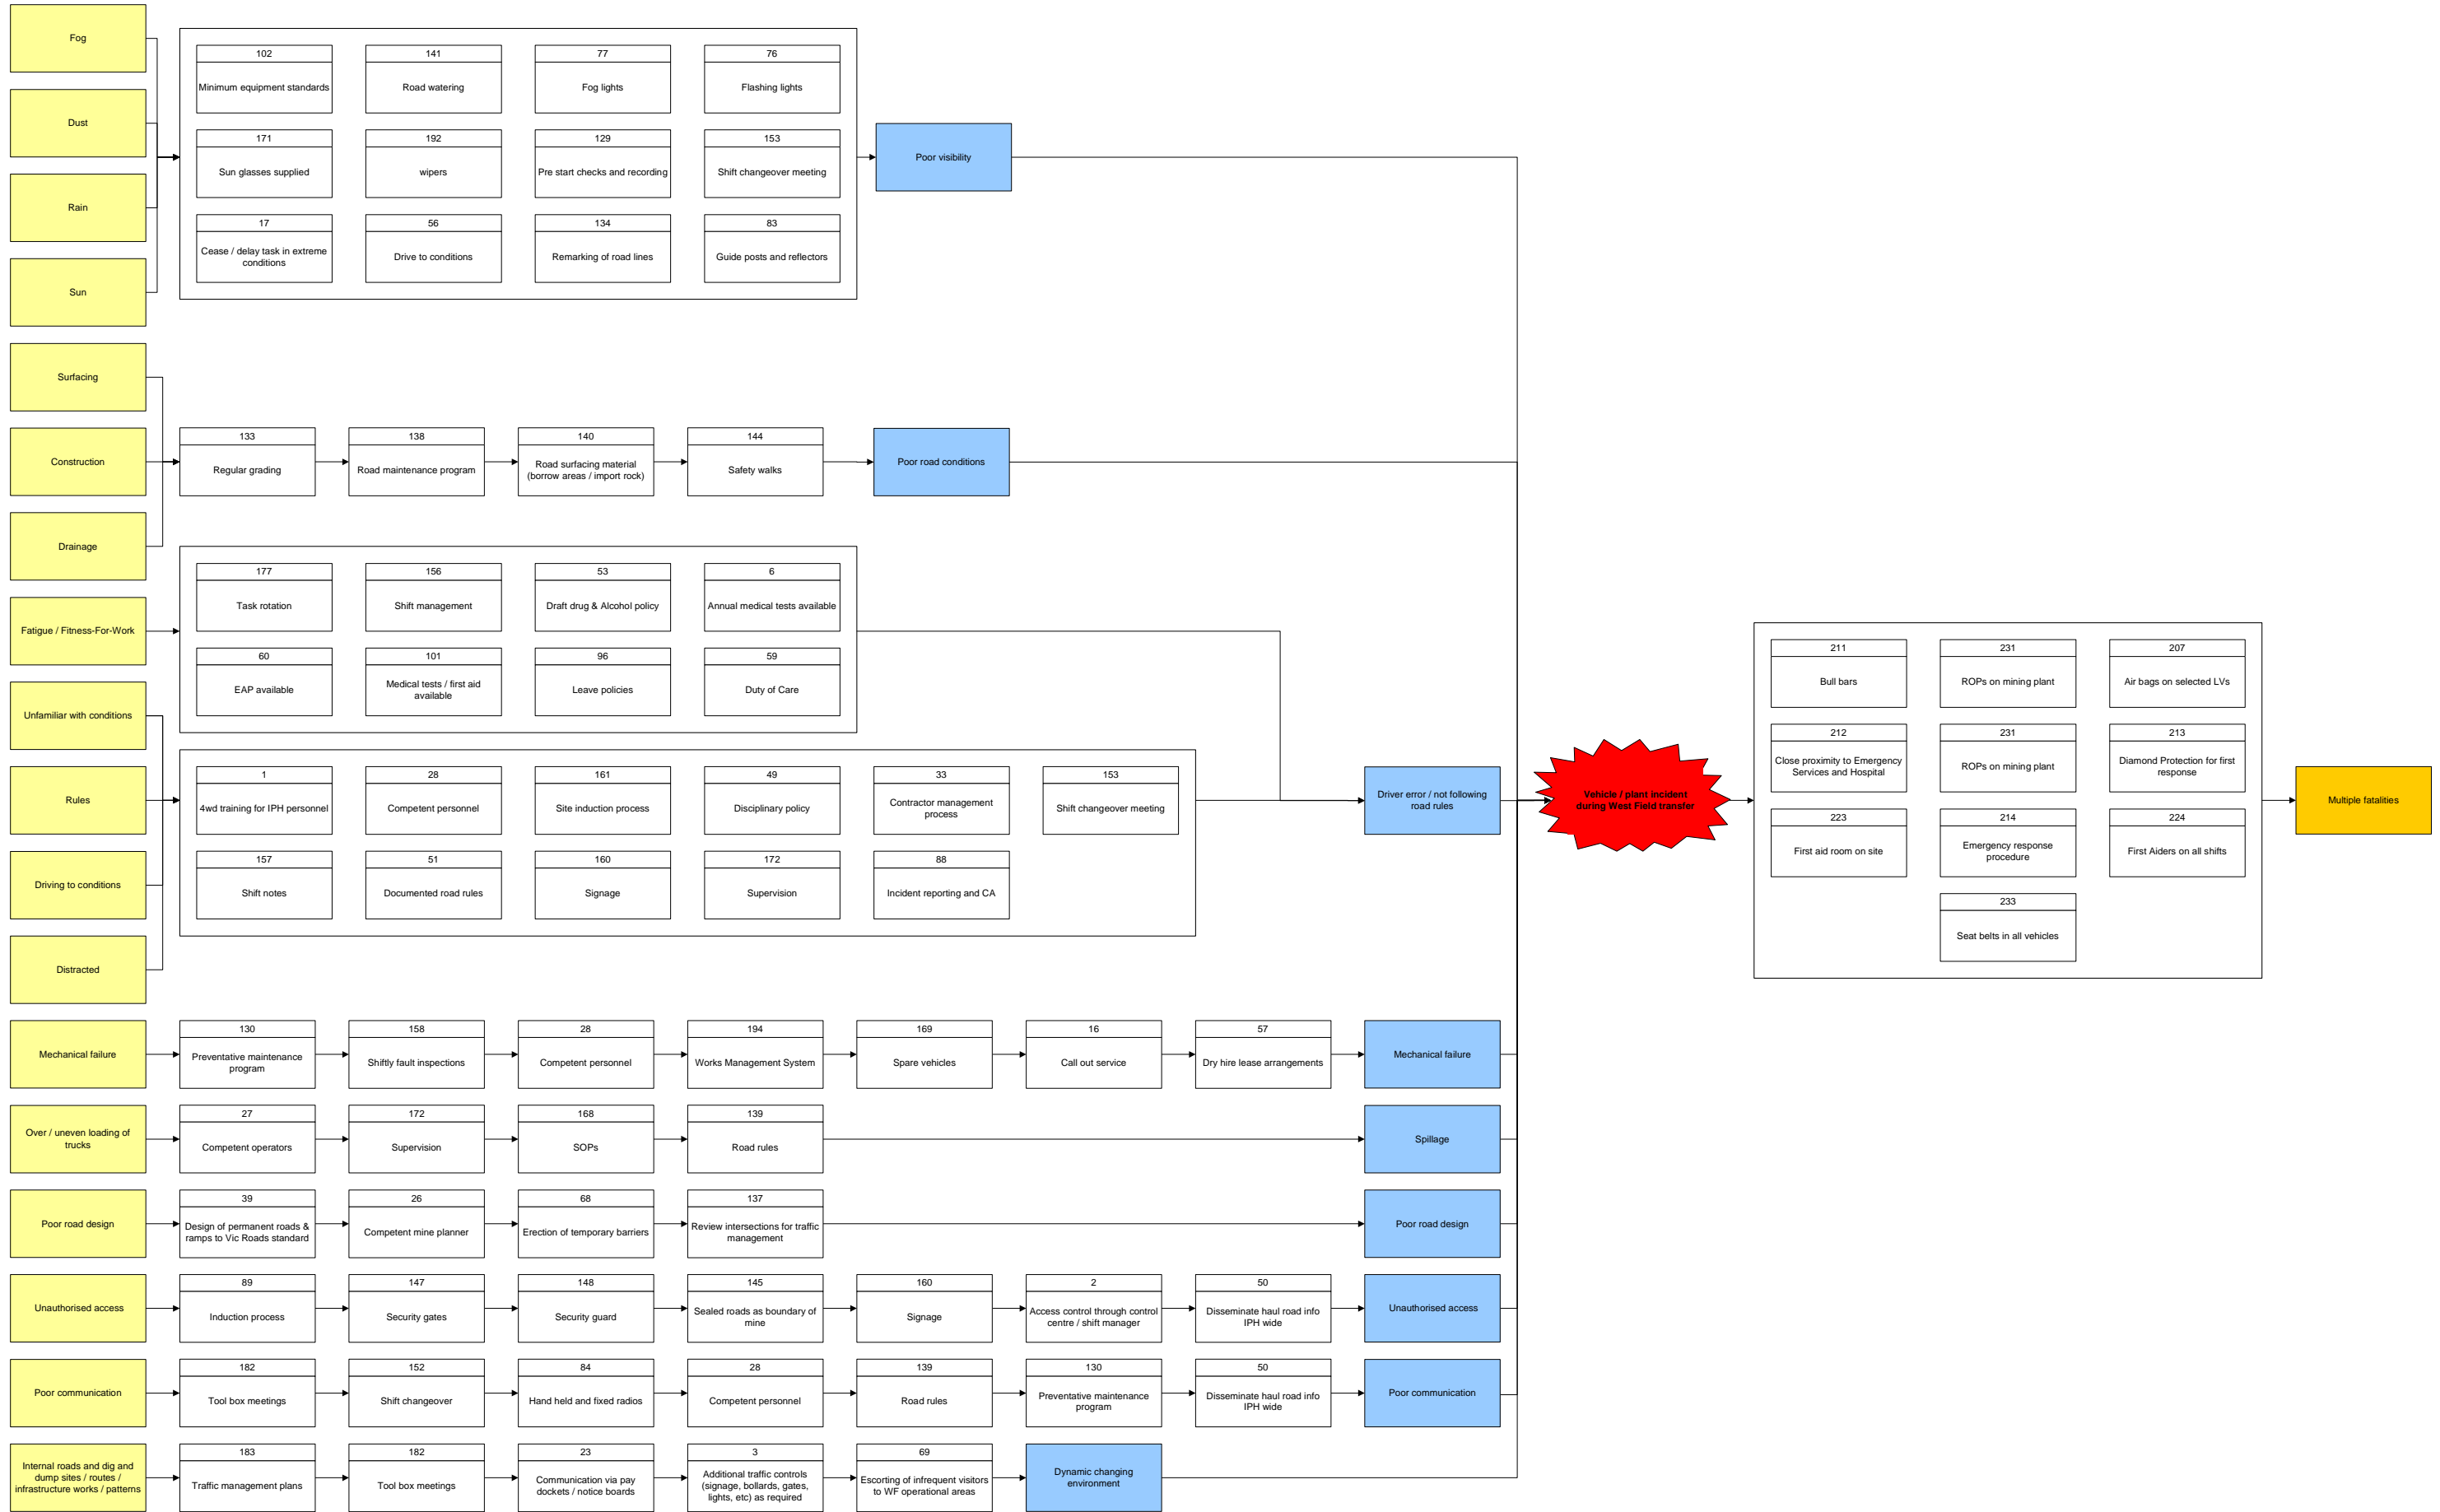 Fog
Dust
Rain
Sun
102
Minimum equipment standards
141
Road watering
77
Fog lights
76
Flashing lights
171
Sun glasses supplied
192
wipers
129
Pre start checks and recording
153
Shift changeover meeting
17
Cease / delay task in extreme
conditions
56
Drive to conditions
134
Remarking of road lines
83
Guide posts and reflectors
Poor visibility
Surfacing
Construction
Drainage
133
Regular grading
138
Road maintenance program
140
Road surfacing material
(borrow areas / import rock)
144
Safety walks
Poor road conditions
Fatigue / Fitness-For-Work
177
Task rotation
156
Shift management
53
Draft drug & Alcohol policy
6
Annual medical tests available
60
EAP available
101
Medical tests / first aid
available
96
Leave policies
59
Duty of Care
Unfamiliar with conditions
Rules
Driving to conditions
Distracted
1
4wd training for IPH personnel
28
Competent personnel
161
Site induction process
49
Disciplinary policy
33
Contractor management
process
153
Shift changeover meeting
157
Shift notes
51
Documented road rules
160
Signage
172
Supervision
88
Incident reporting and CA
Driver error / not following
road rules
Vehicle / plant incident
during West Field transfer
211
Bull bars
231
ROPs on mining plant
207
Air bags on selected LVs
212
Close proximity to Emergency
Services and Hospital
231
ROPs on mining plant
213
Diamond Protection for first
response
223
First aid room on site
214
Emergency response
procedure
224
First Aiders on all shifts
233
Seat belts in all vehicles
Multiple fatalities
Mechanical failure
130
Preventative maintenance
program
158
Shiftly fault inspections
28
Competent personnel
194
Works Management System
169
Spare vehicles
16
Call out service
57
Dry hire lease arrangements
Mechanical failure
Over / uneven loading of
trucks
27
Competent operators
172
Supervision
168
SOPs
139
Road rules
Spillage
Poor road design
39
Design of permanent roads &
ramps to Vic Roads standard
26
Competent mine planner
68
Erection of temporary barriers
137
Review intersections for traffic
management
Poor road design
Unauthorised access
89
Induction process
147
Security gates
148
Security guard
145
Sealed roads as boundary of
mine
160
Signage
2
Access control through control
centre / shift manager
50
Disseminate haul road info
IPH wide
Unauthorised access
Poor communication
182
Tool box meetings
152
Shift changeover
84
Hand held and fixed radios
28
Competent personnel
139
Road rules
130
Preventative maintenance
program
50
Disseminate haul road info
IPH wide
Poor communication
Internal roads and dig and
dump sites / routes /
infrastructure works / patterns
183
Traffic management plans
182
Tool box meetings
23
Communication via pay
dockets / notice boards
3
Additional traffic controls
(signage, bollards, gates,
lights, etc) as required
69
Escorting of infrequent visitors
to WF operational areas
Dynamic changing
environment